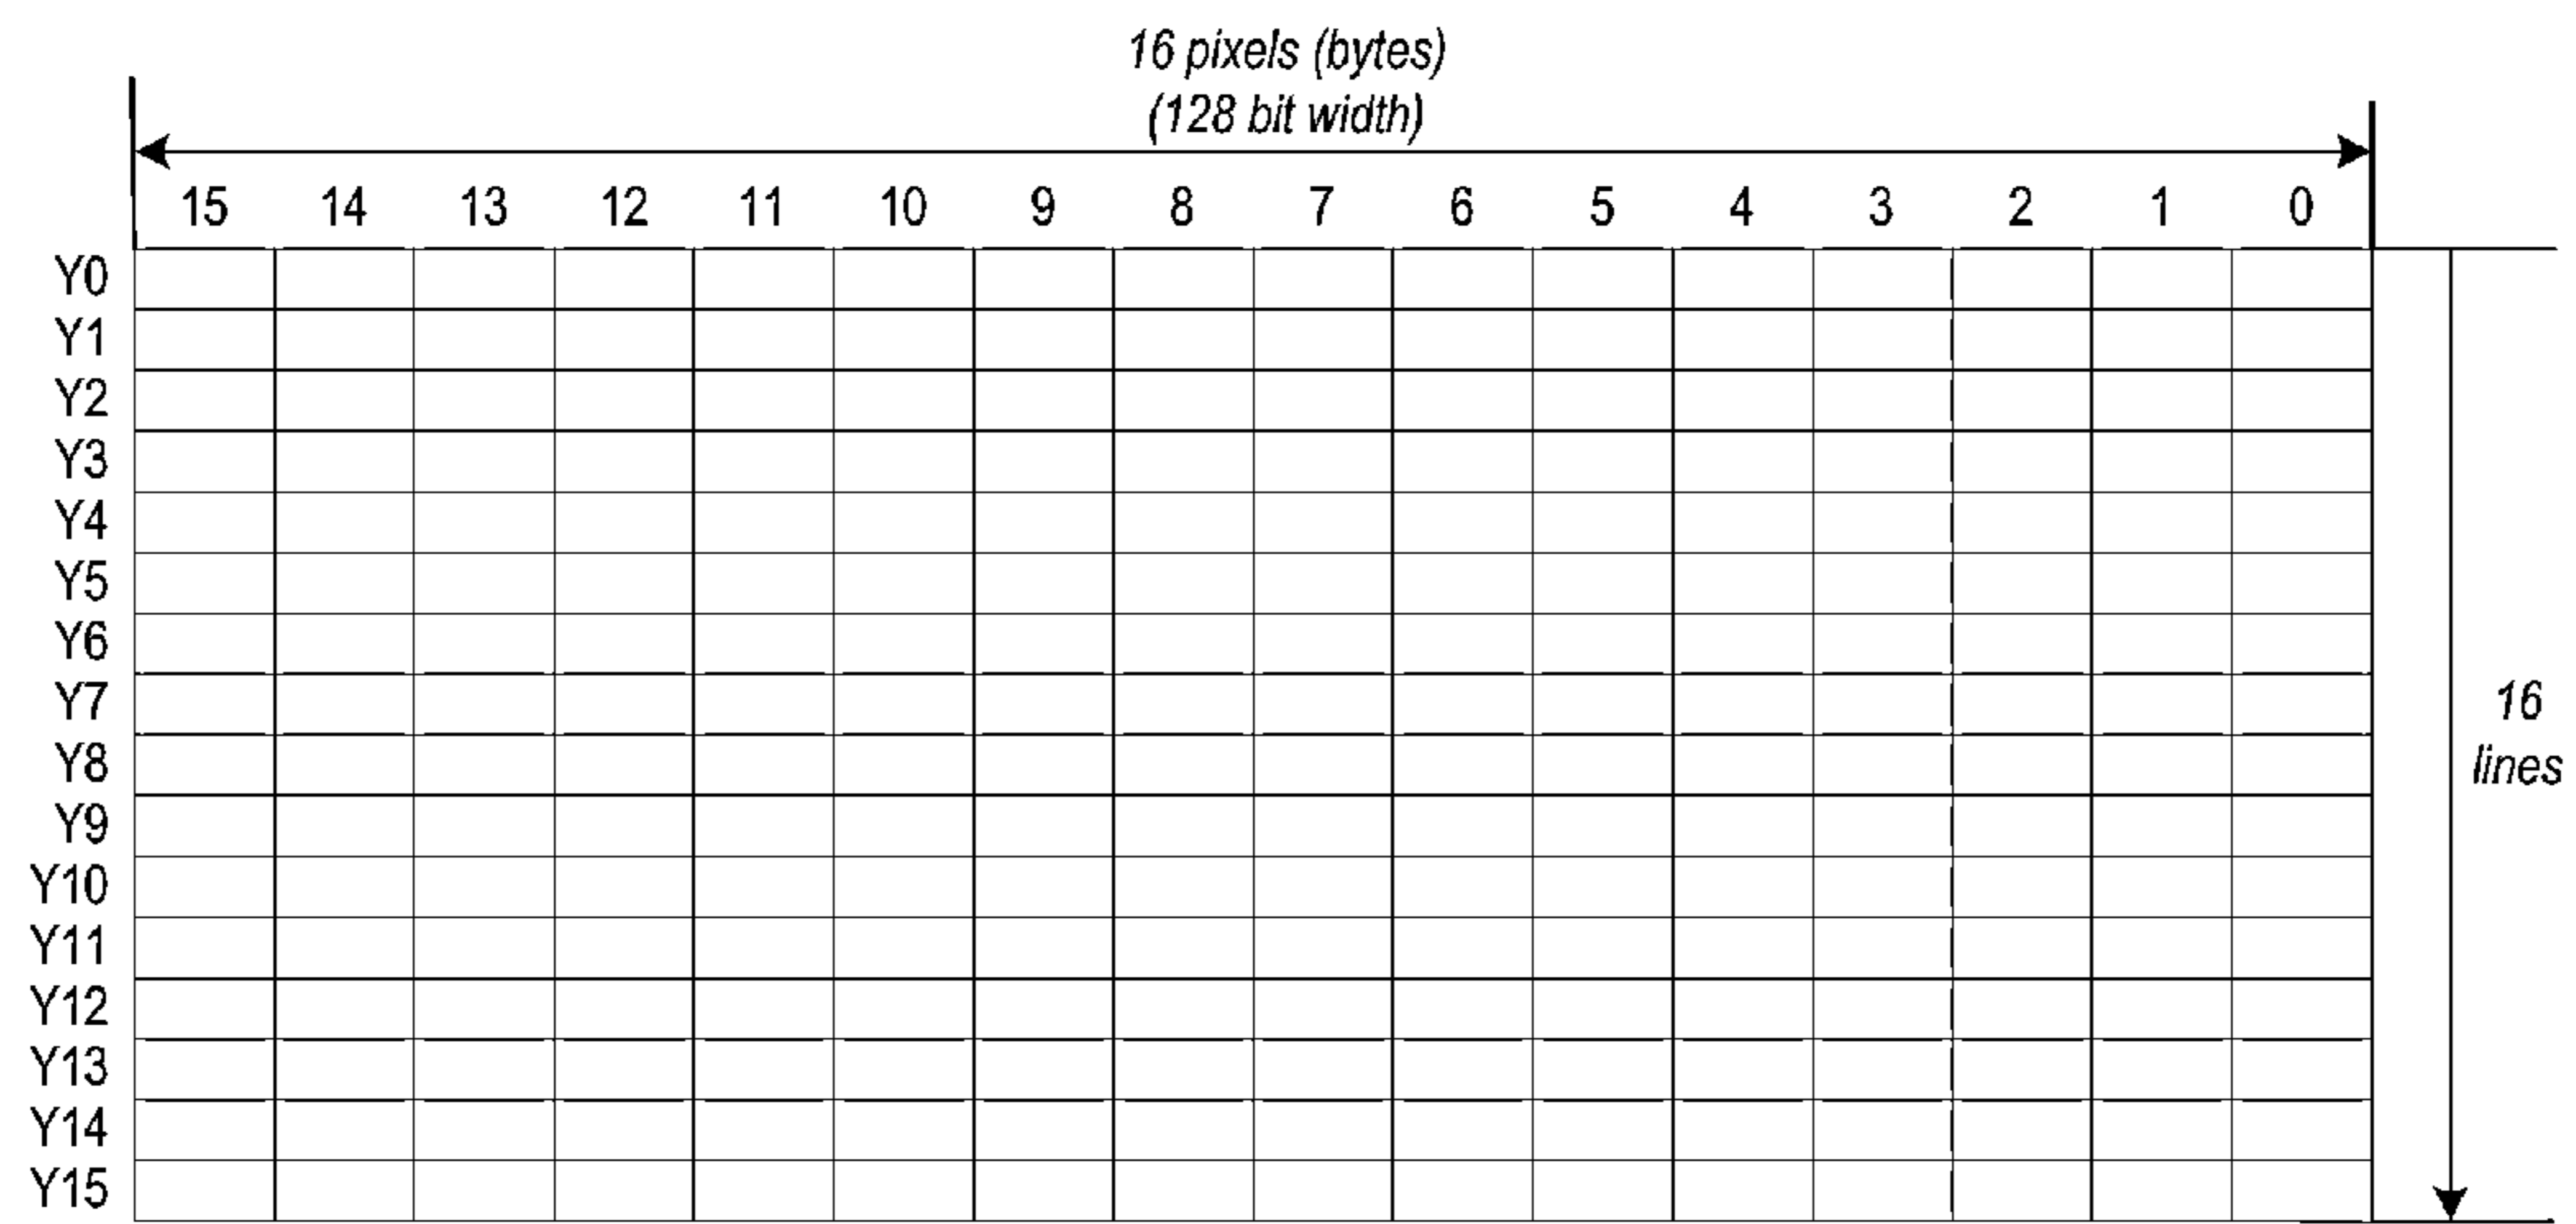 16 pixels (bytes)
(128 bit width)
15 14 13 12 11 10 9 8 7 6 5 4 3 2 1 0
Y0
Y1
Y2
Y3
Y4
Y5
Y6
Y7
Y8
Y9
Y10
Y11
Y12
Y13
Y14
Y15
16
lines